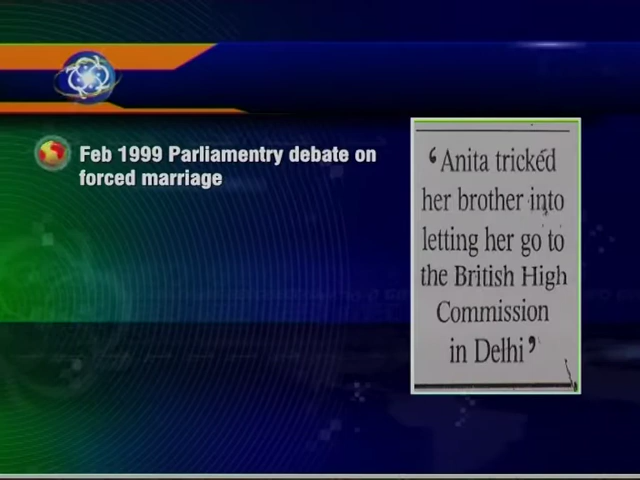 Feb 1999 Parliamentry debate on
forced marriage
‘Anita tricked
her brother into
letting her go to
the British High
Commission
in Delhi’